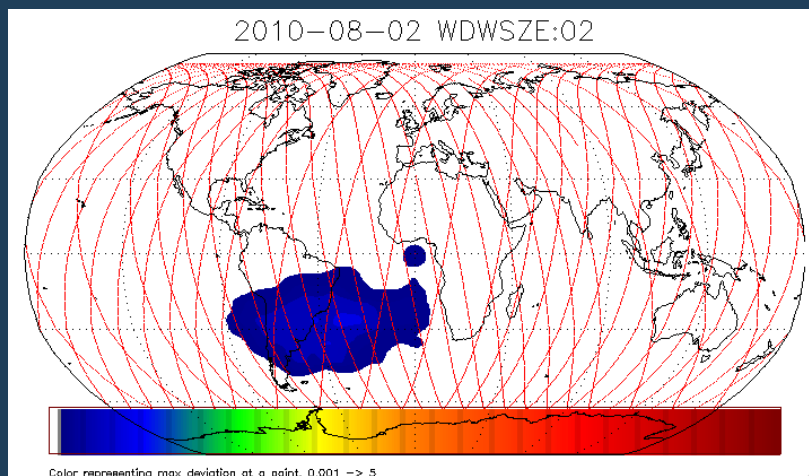 2010-08-02 WDWSZE:02
Color representing max deviation at a point, 0.001 -> 5